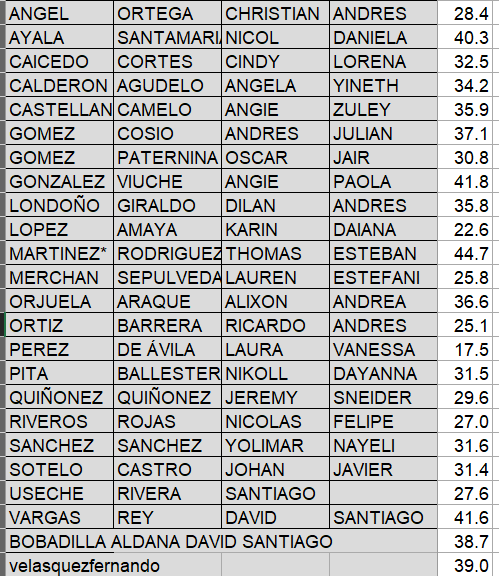 ANGEL ORTEGA CHRISTIAN ANDRES 28.4
AYALA SANTAMARI NICOL DANIELA 40.3
CAICEDO CORTES CINDY LORENA 32.5
CALDERON AGUDELO ANGELA YINETH 34.2
CASTELLAN CAMELO ANGIE ZULEY 35.9
GOMEZ COSIO ANDRES JULIAN 37.1
GOMEZ PATERNINA OSCAR JAIR 30.8
GONZALEZ VIUCHE ANGIE PAOLA 41.8
LONDOÑO GIRALDO DILAN ANDRES 35.8
LOPEZ AMAYA KARIN DAIANA 22.6
MARTINEZ* RODRIGUEZ THOMAS ESTEBAN 44.7
MERCHAN SEPULVEDA LAUREN ESTEFANI 25.8
ORJUELA ARAQUE ALIXON ANDREA 36.6
ORTIZ BARRERA RICARDO ANDRES 25.1
PEREZ DE ÁVILA LAURA VANESSA 17.5
PITA BALLESTER NIKOLL DAYANNA 31.5
QUIÑONEZ QUIÑONEZ JEREMY SNEIDER 29.6
RIVEROS ROJAS NICOLAS FELIPE 27.0
SANCHEZ SANCHEZ YOLIMAR NAYELI 31.6
SOTELO CASTRO JOHAN JAVIER 31.4
USECHE RIVERA SANTIAGO 27.6
VARGAS REY DAVID SANTIAGO 41.6
BOBADILLA ALDANA DAVID SANTIAGO 38.7
velasquezfernando 39.0